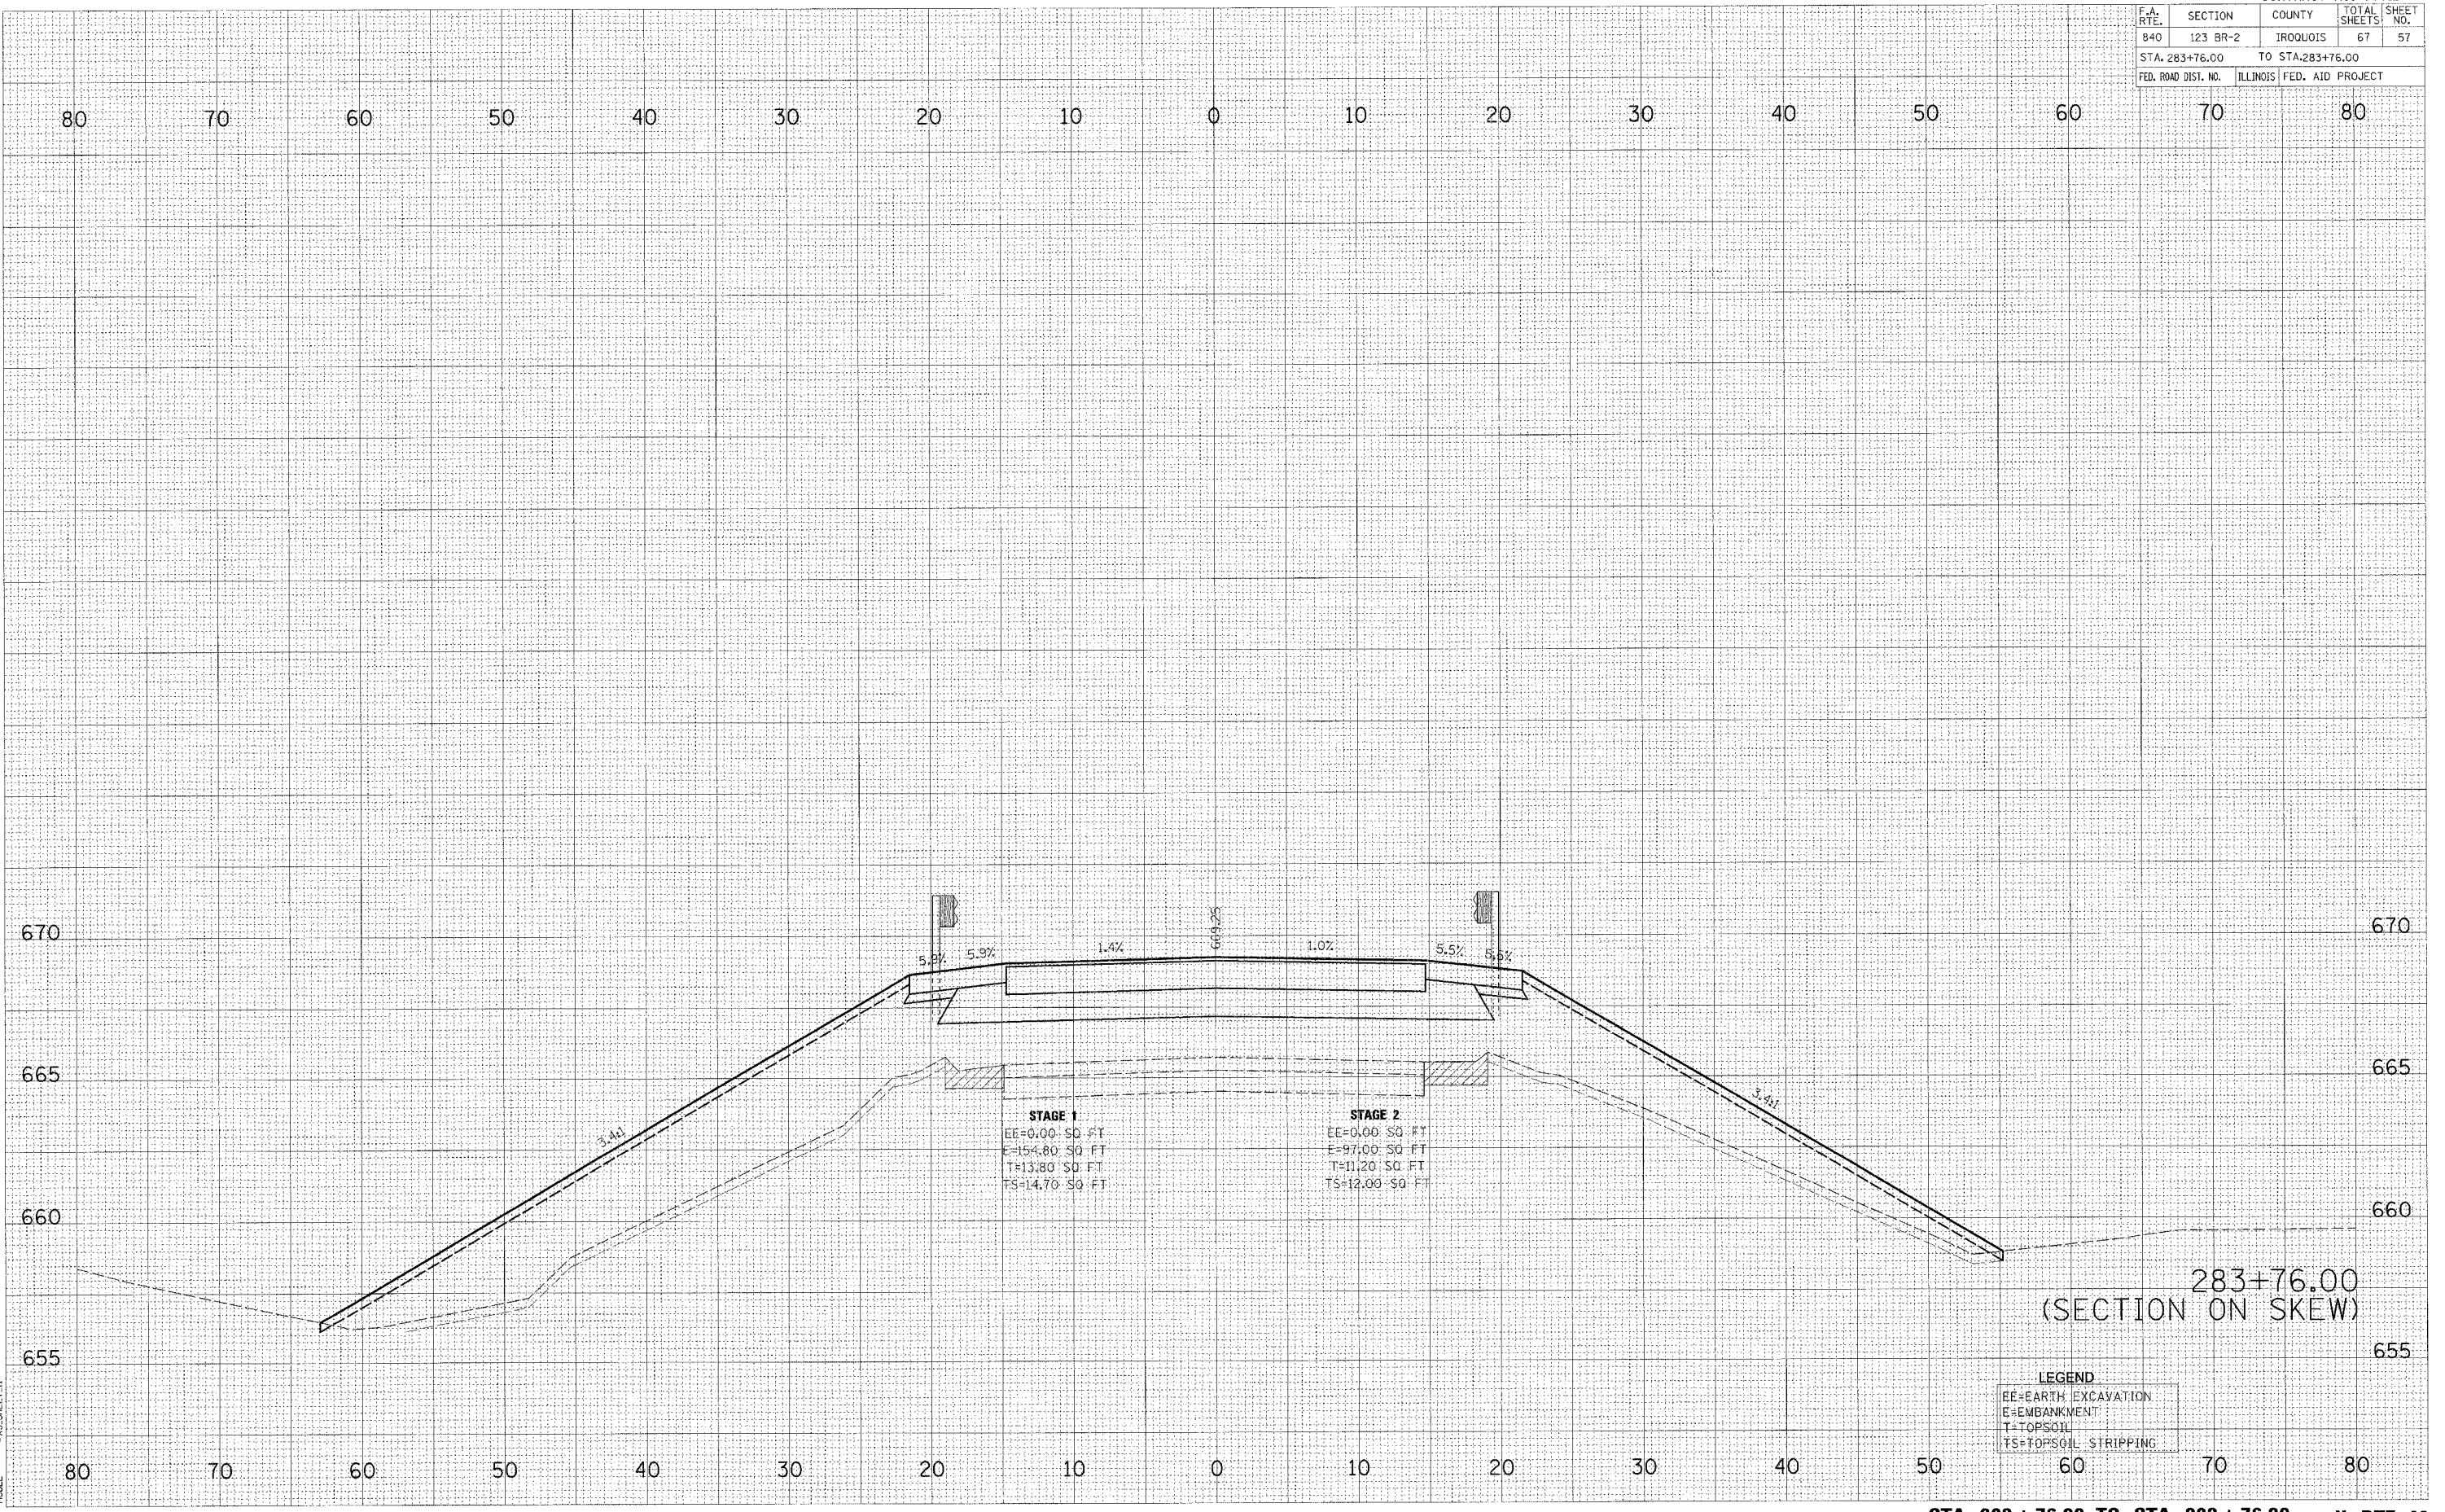 F.A. RTE. SECTION COUNTY TOTAL SHEETS SHEET NO.
840 123 BR-2 IROQUOIS 67 57
STA. 283+76.00 TO STA.283+76.00
FED. ROAD DIST. NO. ILLINOIS FED. AID PROJECT
80 70 60 50 40 30 20 10 0 10 20 30 40 50 60 70 80
670 670
669.25
5.9% 5.9% 1.4% 1.0% 5.5% 5.5%
665 665
3.4:1 3.4:1
STAGE 1
EE=0.00 SQ FT
E=154.80 SQ FT
T=13.80 SQ FT
TS=14.70 SQ FT
STAGE 2
EE=0.00 SQ FT
E=97.00 SQ FT
T=11.20 SQ FT
TS=12.00 SQ FT
660 660
283+76.00
(SECTION ON SKEW)
655 655
LEGEND
EE=EARTH EXCAVATION
E=EMBANKMENT
T=TOPSOIL
TS=TOPSOIL STRIPPING
80 70 60 50 40 30 20 10 0 10 20 30 40 50 60 70 80